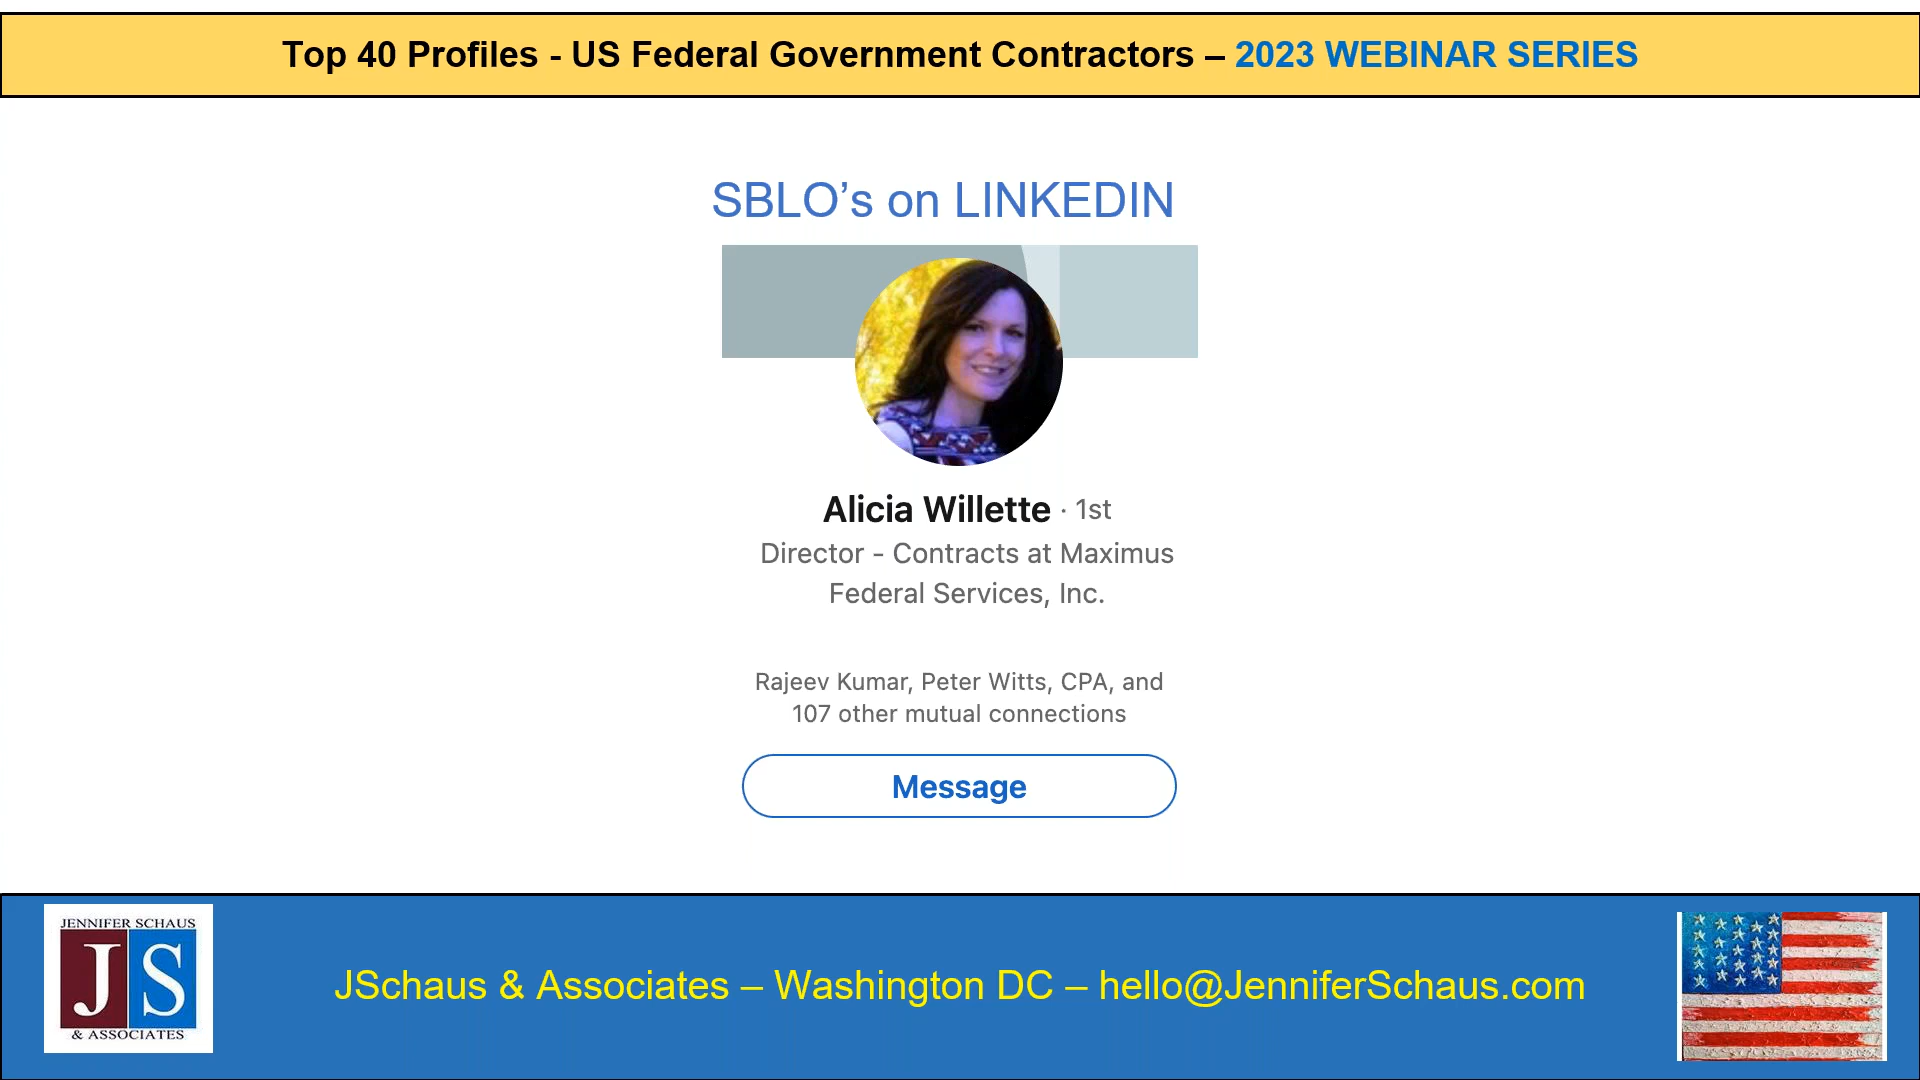 Top 40 Profiles - US Federal Government Contractors – 2023 WEBINAR SERIES
SBLO’s on LINKEDIN
Alicia Willette · 1st
Director - Contracts at Maximus
Federal Services, Inc.
Rajeev Kumar, Peter Witts, CPA, and
107 other mutual connections
Message
JENNIFER SCHAUS
JS
& ASSOCIATES
JSchaus & Associates – Washington DC – hello@JenniferSchaus.com